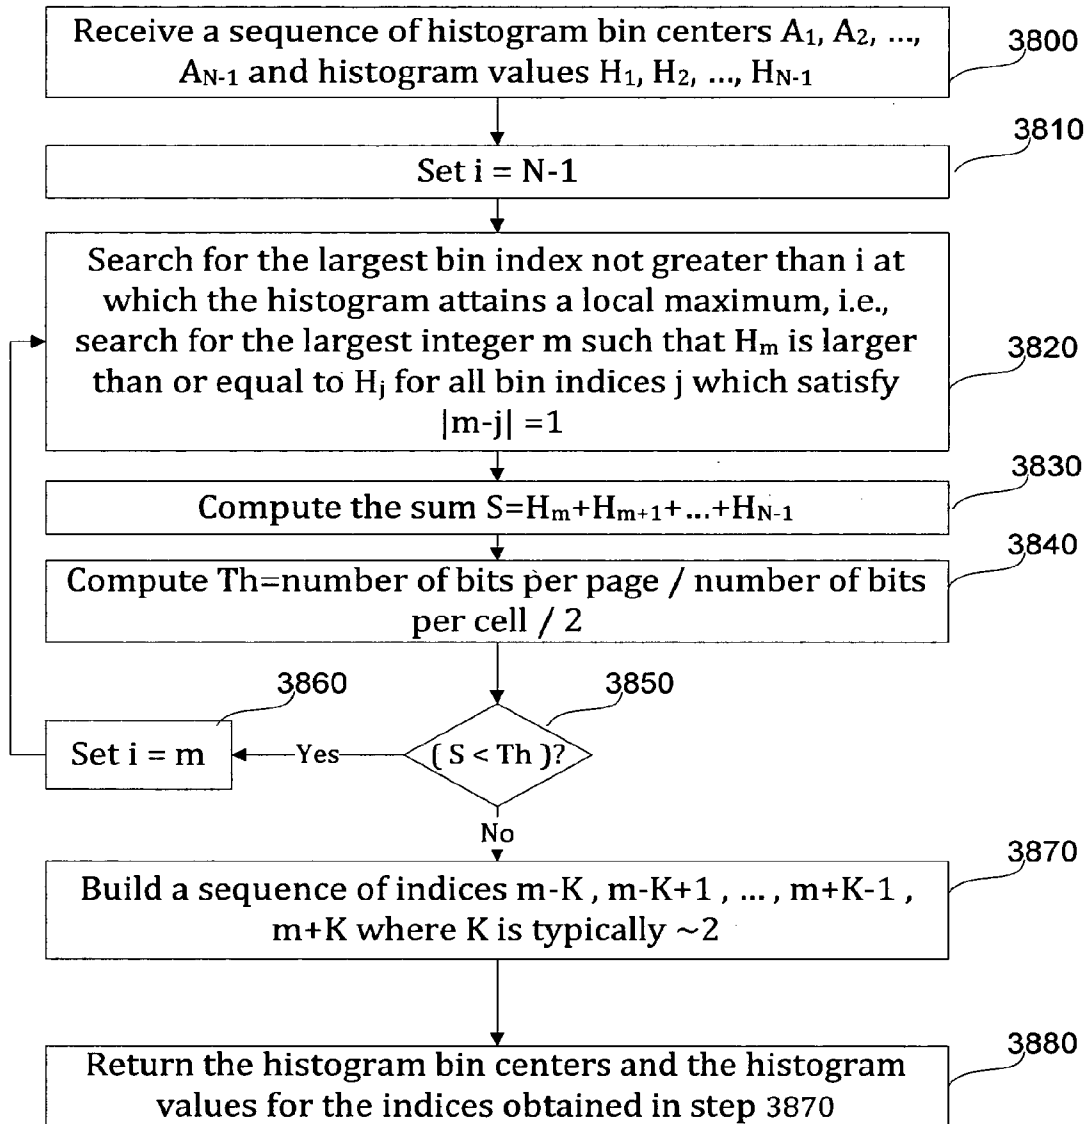 Receive a sequence of histogram bin centers A1, A2, ...,
AN-1 and histogram values H1, H2, ..., HN-1
3800
3810
Set i = N-1
Search for the largest bin index not greater than i at
which the histogram attains a local maximum, i.e.,
search for the largest integer m such that Hm is larger
than or equal to Hj for all bin indices j which satisfy
|m-j| =1
3820
3830
Compute the sum S=Hm+Hm+1+...+HN-1
3840
Compute Th=number of bits per page / number of bits
per cell / 2
3860
3850
Set i = m
Yes
( S < Th )?
No
3870
Build a sequence of indices m-K , m-K+1 , ... , m+K-1 ,
m+K where K is typically ~2
3880
Return the histogram bin centers and the histogram
values for the indices obtained in step 3870